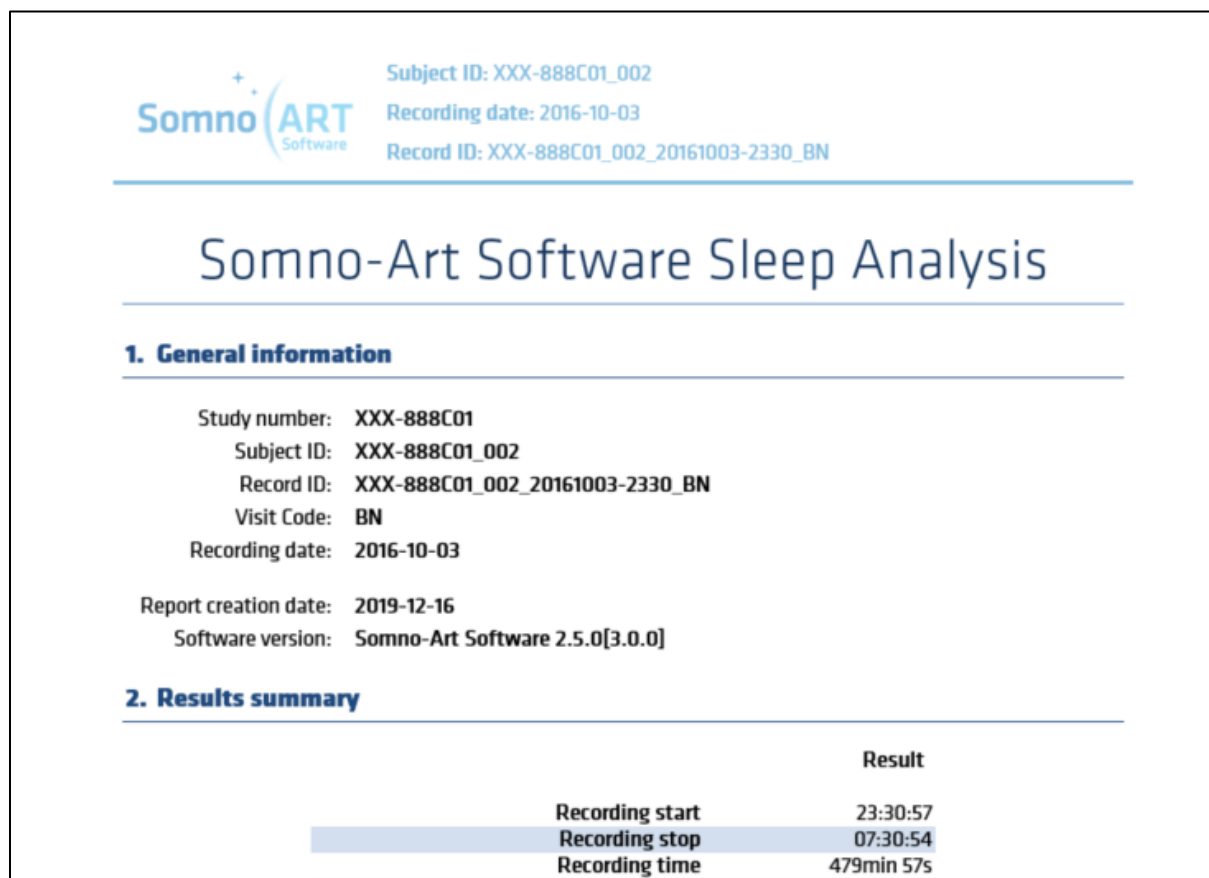 Somno ART
Software
Subject ID: XXX-888C01_002
Recording date: 2016-10-03
Record ID: XXX-888C01_002_20161003-2330_BN
Somno-Art Software Sleep Analysis
1. General information
Study number: XXX-888C01
Subject ID: XXX-888C01_002
Record ID: XXX-888C01_002_20161003-2330_BN
Visit Code: BN
Recording date: 2016-10-03
Report creation date: 2019-12-16
Software version: Somno-Art Software 2.5.0[3.0.0]
2. Results summary
Result
Recording start 23:30:57
Recording stop 07:30:54
Recording time 479min 57s